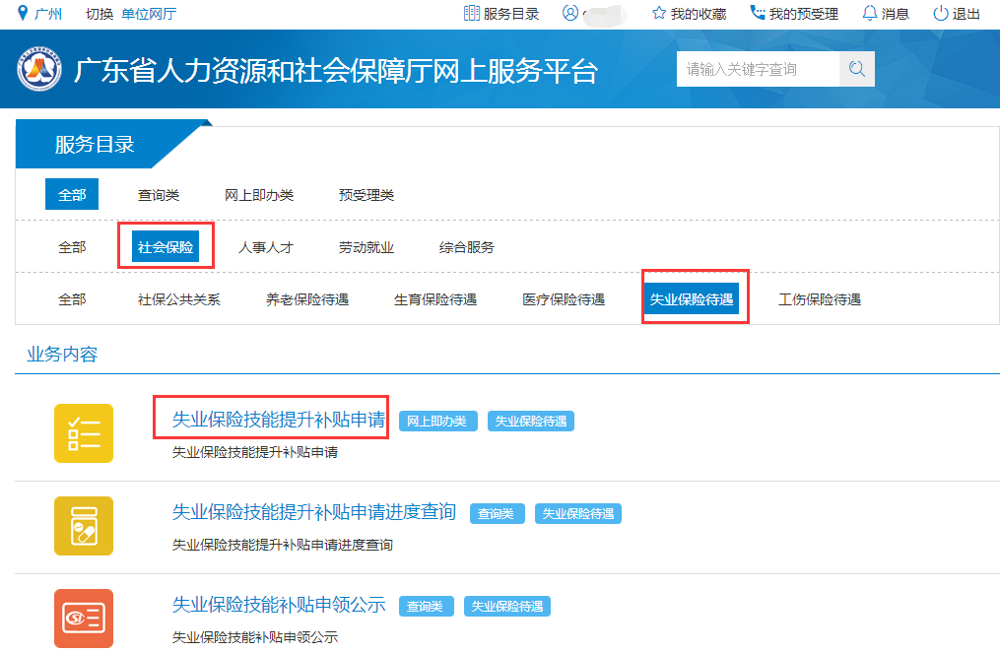 广州 切换 单位网厅 服务目录 我的收藏 我的预受理 消息 退出
广东省人力资源和社会保障厅网上服务平台 请输入关键字查询
服务目录
全部 查询类 网上即办类 预受理类
全部 社会保险 人事人才 劳动就业 综合服务
全部 社保公共关系 养老保险待遇 生育保险待遇 医疗保险待遇 失业保险待遇 工伤保险待遇
业务内容
失业保险技能提升补贴申请 网上即办类 失业保险待遇
失业保险技能提升补贴申请
失业保险技能提升补贴申请进度查询 查询类 失业保险待遇
失业保险技能提升补贴申请进度查询
失业保险技能补贴申领公示 查询类 失业保险待遇
失业保险技能补贴申领公示